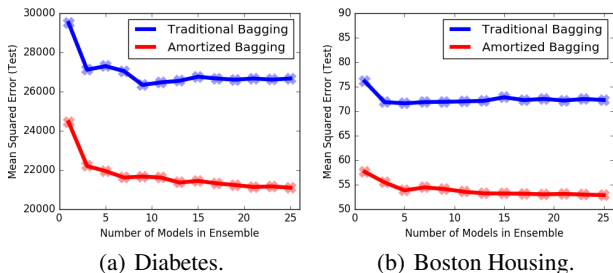 30000
28000
26000
24000
22000
20000
Mean Squared Error (Test)
0 5 10 15 20 25
Number of Models in Ensemble
Traditional Bagging
Amortized Bagging
(a) Diabetes.
90
85
80
75
70
65
60
55
50
Mean Squared Error (Test)
0 5 10 15 20 25
Number of Models in Ensemble
Traditional Bagging
Amortized Bagging
(b) Boston Housing.